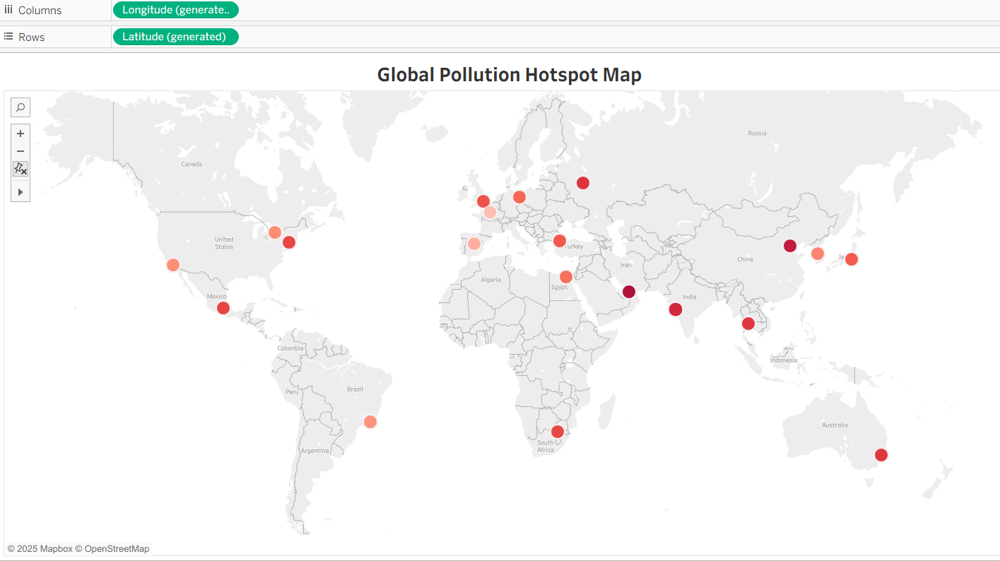 Columns
Longitude (generate..
Rows
Latitude (generated)
Global Pollution Hotspot Map
Russia
Canada
France
United
States
Turkey
China
Iran
Algeria
Egypt
Mexico
India
Colombia
Indonesia
Brazil
Peru
Australia
South
Africa
Argentina
© 2025 Mapbox © OpenStreetMap